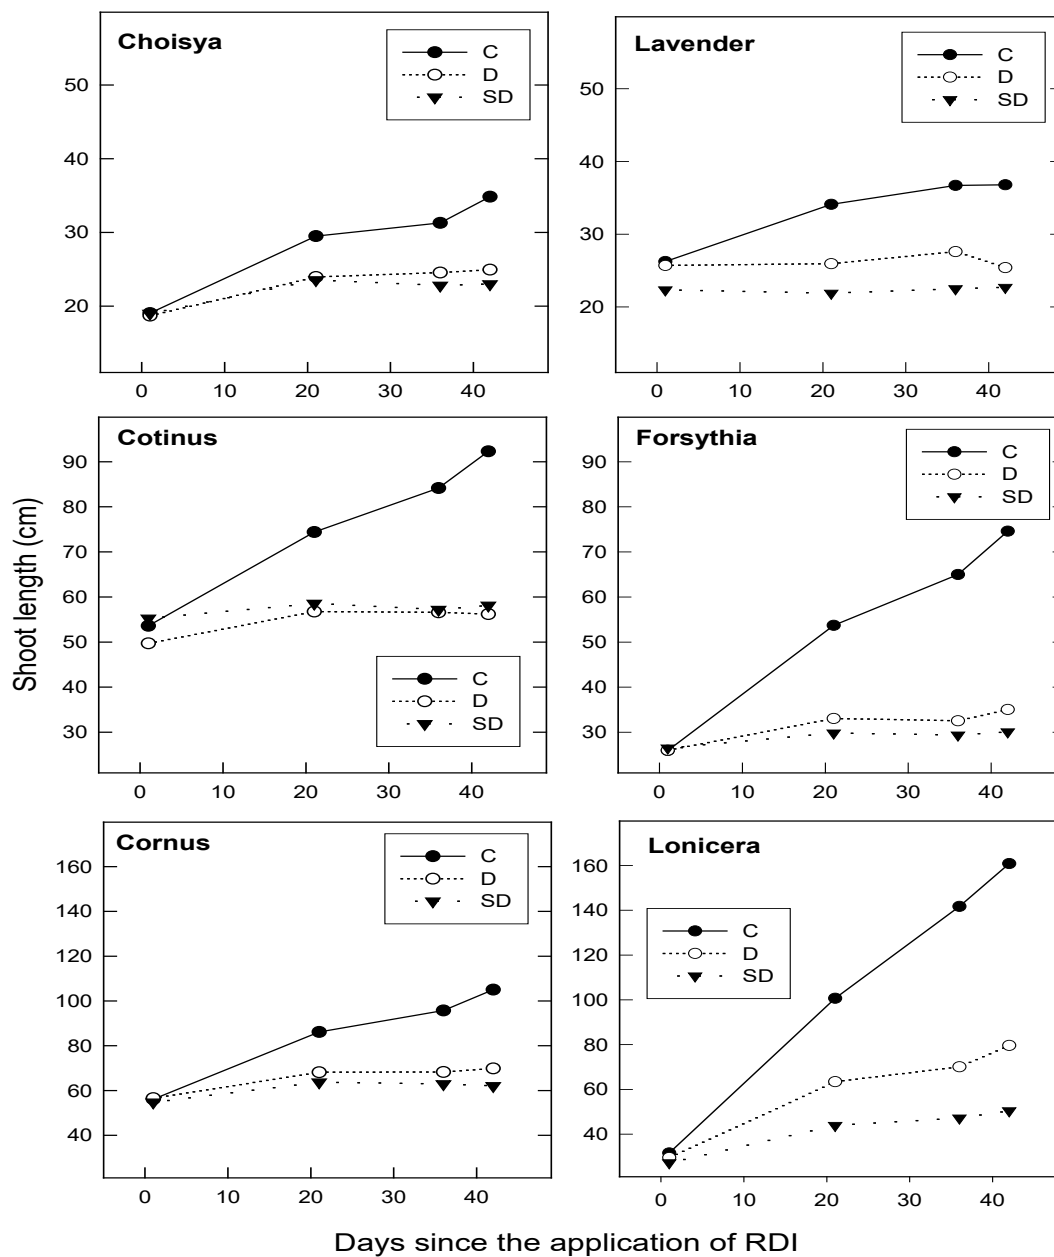 Choisya
C
D
SD
50
40
30
20
0 10 20 30 40
Lavender
C
D
SD
50
40
30
20
0 10 20 30 40
Cotinus
C
D
SD
90
80
70
60
50
40
30
0 10 20 30 40
Forsythia
C
D
SD
90
80
70
60
50
40
30
0 10 20 30 40
Shoot length (cm)
Cornus
C
D
SD
160
140
120
100
80
60
40
0 10 20 30 40
Lonicera
C
D
SD
160
140
120
100
80
60
40
0 10 20 30 40
Days since the application of RDI